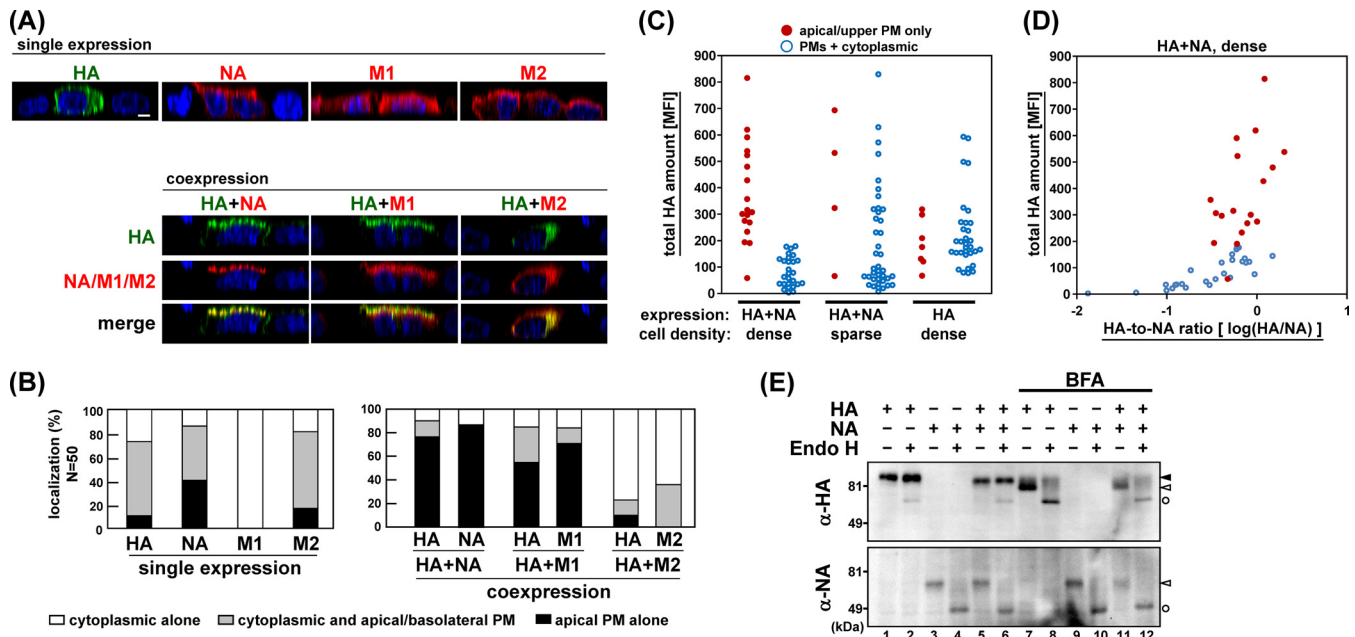 (A)
single expression
HA NA M1 M2
coexpression
HA+NA HA+M1 HA+M2
HA
NA/M1/M2
merge
(B)
localization (%)
N=50
100
80
60
40
20
0
HA NA M1 M2
single expression
100
80
60
40
20
0
HA NA HA M1 HA M2
HA+NA HA+M1 HA+M2
coexpression
cytoplasmic alone cytoplasmic and apical/basolateral PM apical PM alone
(C)
apical/upper PM only
PMs + cytoplasmic
total HA amount [MFI]
900
800
700
600
500
400
300
200
100
0
expression: HA+NA HA+NA HA
cell density: dense sparse dense
(D)
HA+NA, dense
total HA amount [MFI]
900
800
700
600
500
400
300
200
100
0
-2 -1 0 1
HA-to-NA ratio [ log(HA/NA) ]
(E)
BFA
HA + + − − + + + + − − + +
NA − − + + + + − − + + + +
Endo H − + − + − + − + − + − +
α-HA
81
49
α-NA
81
49
(kDa)
1 2 3 4 5 6 7 8 9 10 11 12